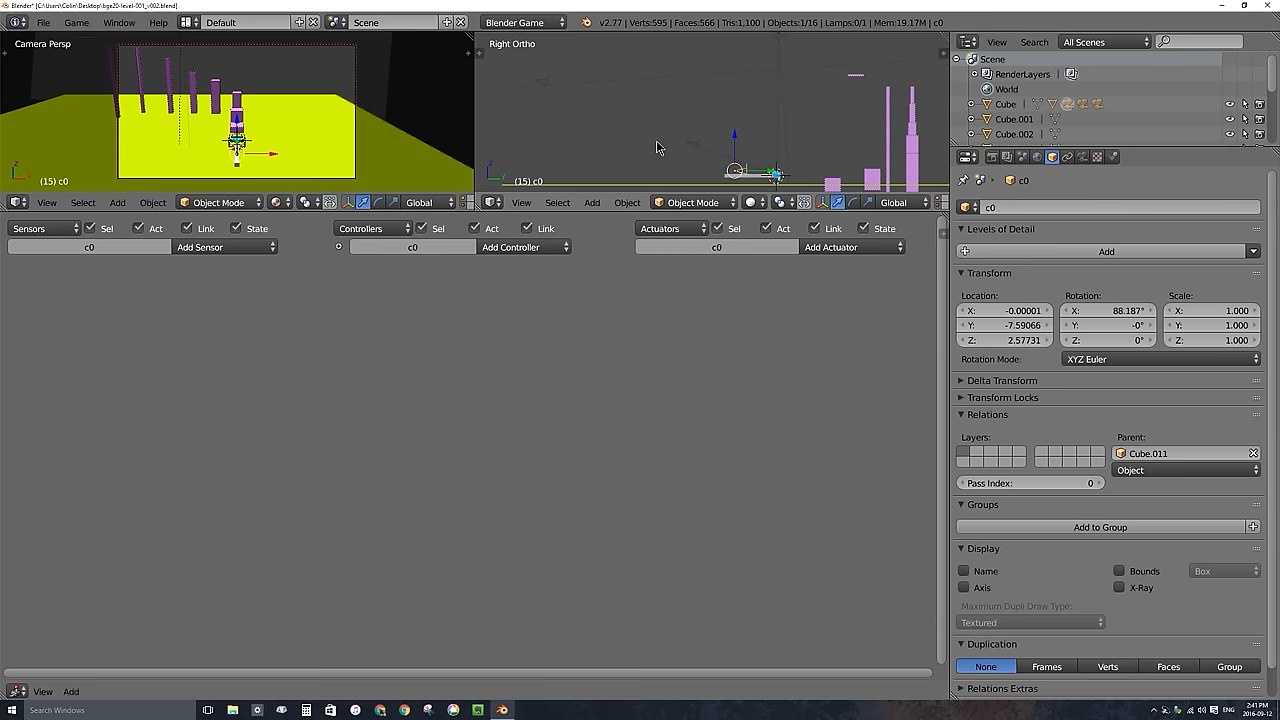 Blender* [C:\Users\Colin\Desktop\bge20-level-001_v002.blend]
File Game Window Help Default Scene Blender Game v2.77 | Verts:595 | Faces:566 | Tris:1,100 | Objects:1/16 | Lamps:0/1 | Mem:19.17M | c0
Camera Persp
(15) c0
View Select Add Object Object Mode Global
Right Ortho
(15) c0
View Select Add Object Object Mode Global
View Search All Scenes
Scene
RenderLayers
World
Cube
Cube.001
Cube.002
Sensors Sel Act Link State
c0 Add Sensor
Controllers Sel Act Link
c0 Add Controller
Actuators Sel Act Link State
c0 Add Actuator
View Add
c0
c0
Levels of Detail
Add
Transform
Location: Rotation: Scale:
X: -0.00001 X: 88.187° X: 1.000
Y: -7.59066 Y: -0° Y: 1.000
Z: 2.57731 Z: 0° Z: 1.000
Rotation Mode: XYZ Euler
Delta Transform
Transform Locks
Relations
Layers: Parent:
Cube.011
Object
Pass Index: 0
Groups
Add to Group
Display
Name Bounds Box
Axis X-Ray
Maximum Dupli Draw Type:
Textured
Duplication
None Frames Verts Faces Group
Relations Extras
Search Windows
ENG
2:41 PM
2016-09-12